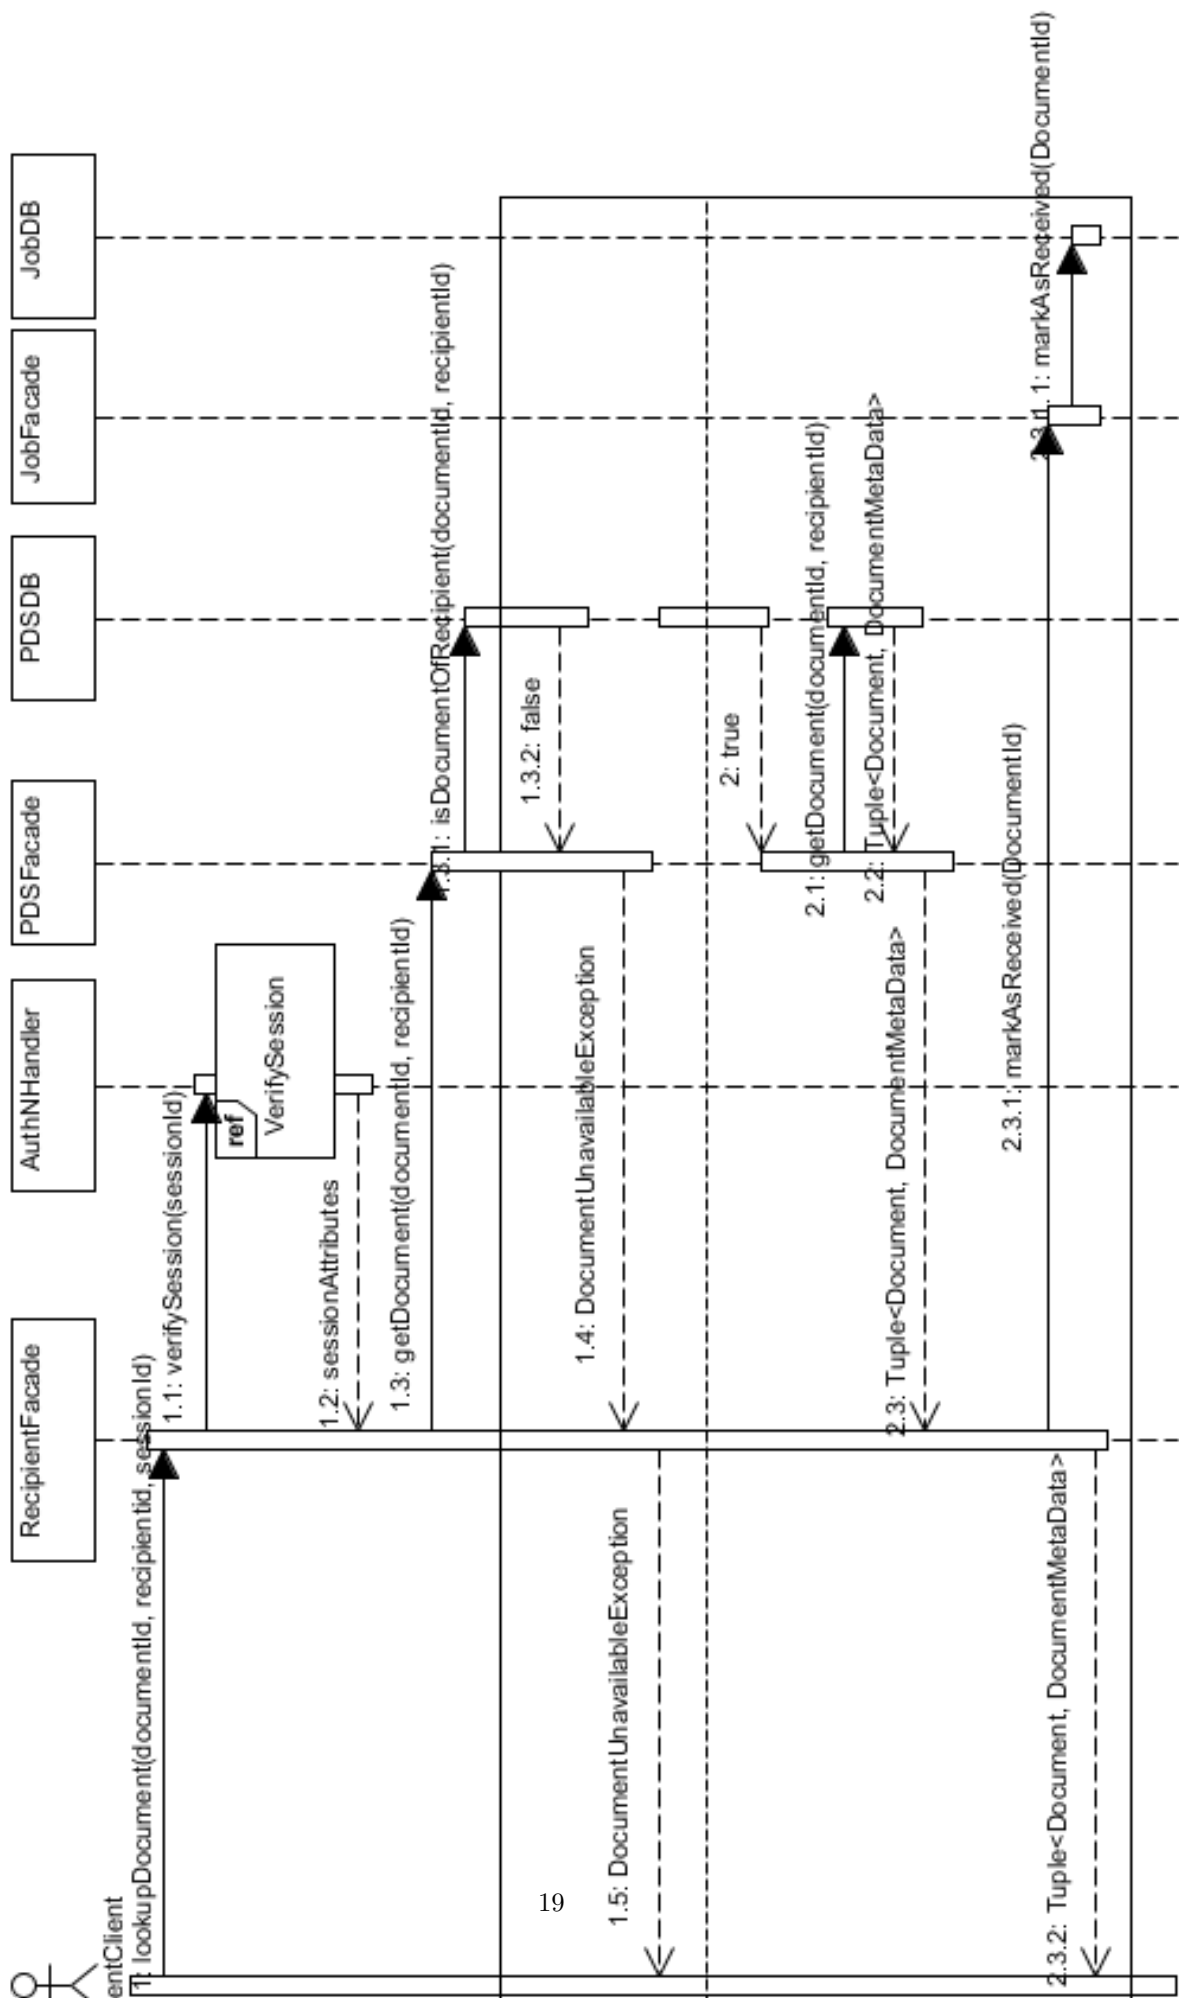 entClient
RecipientFacade
AuthNHandler
PDSFacade
PDSDB
JobFacade
JobDB
1: lookupDocument(documentId, recipientid, sessionId)
1.1: verifySession(sessionId)
ref
VerifySession
1.2: sessionAttributes
1.3: getDocument(documentId, recipientId)
1.3.1: isDocumentOfRecipient(documentId, recipientId)
1.3.2: false
1.4: DocumentUnavailableException
1.5: DocumentUnavailableException
2: true
2.1: getDocument(documentId, recipientId)
2.2: Tuple<Document, DocumentMetaData>
2.3: Tuple<Document, DocumentMetaData>
2.3.1: markAsReceived(DocumentId)
2.3.1.1: markAsReceived(DocumentId)
2.3.2: Tuple<Document, DocumentMetaData>
19